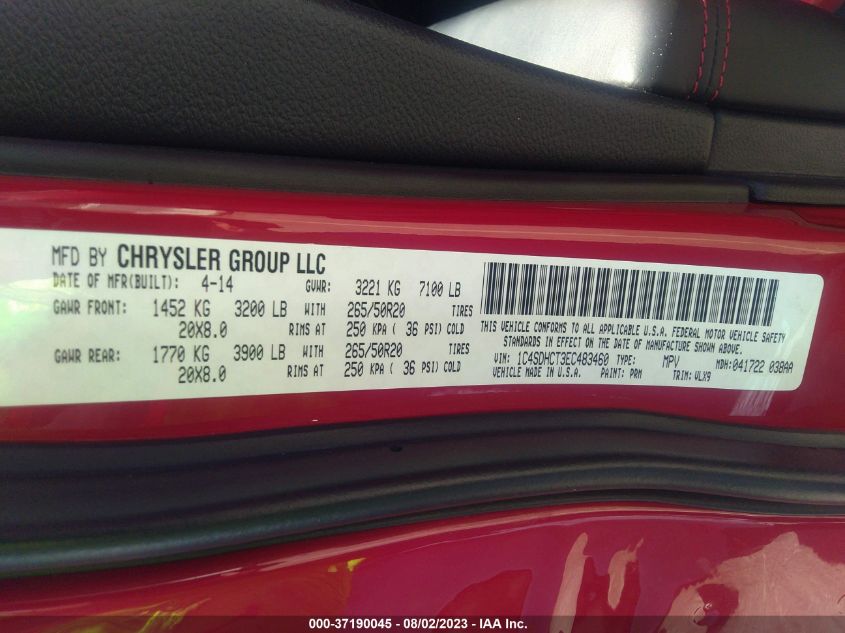 MFD BY CHRYSLER GROUP LLC
DATE OF MFR(BUILT): 4-14 GVWR: 3221 KG 7100 LB
GAWR FRONT: 1452 KG 3200 LB WITH 265/50R20 TIRES
20X8.0 RIMS AT 250 KPA ( 36 PSI) COLD
GAWR REAR: 1770 KG 3900 LB WITH 265/50R20 TIRES
20X8.0 RIMS AT 250 KPA ( 36 PSI) COLD
THIS VEHICLE CONFORMS TO ALL APPLICABLE U.S.A. FEDERAL MOTOR VEHICLE SAFETY
STANDARDS IN EFFECT ON THE DATE OF MANUFACTURE SHOWN ABOVE.
VIN: 1C4SDHCT3EC483460 TYPE: MPV MDH: 041722 038AA
VEHICLE MADE IN U.S.A. PAINT: PRM TRIM: VLX9
000-37190045 - 08/02/2023 - IAA Inc.